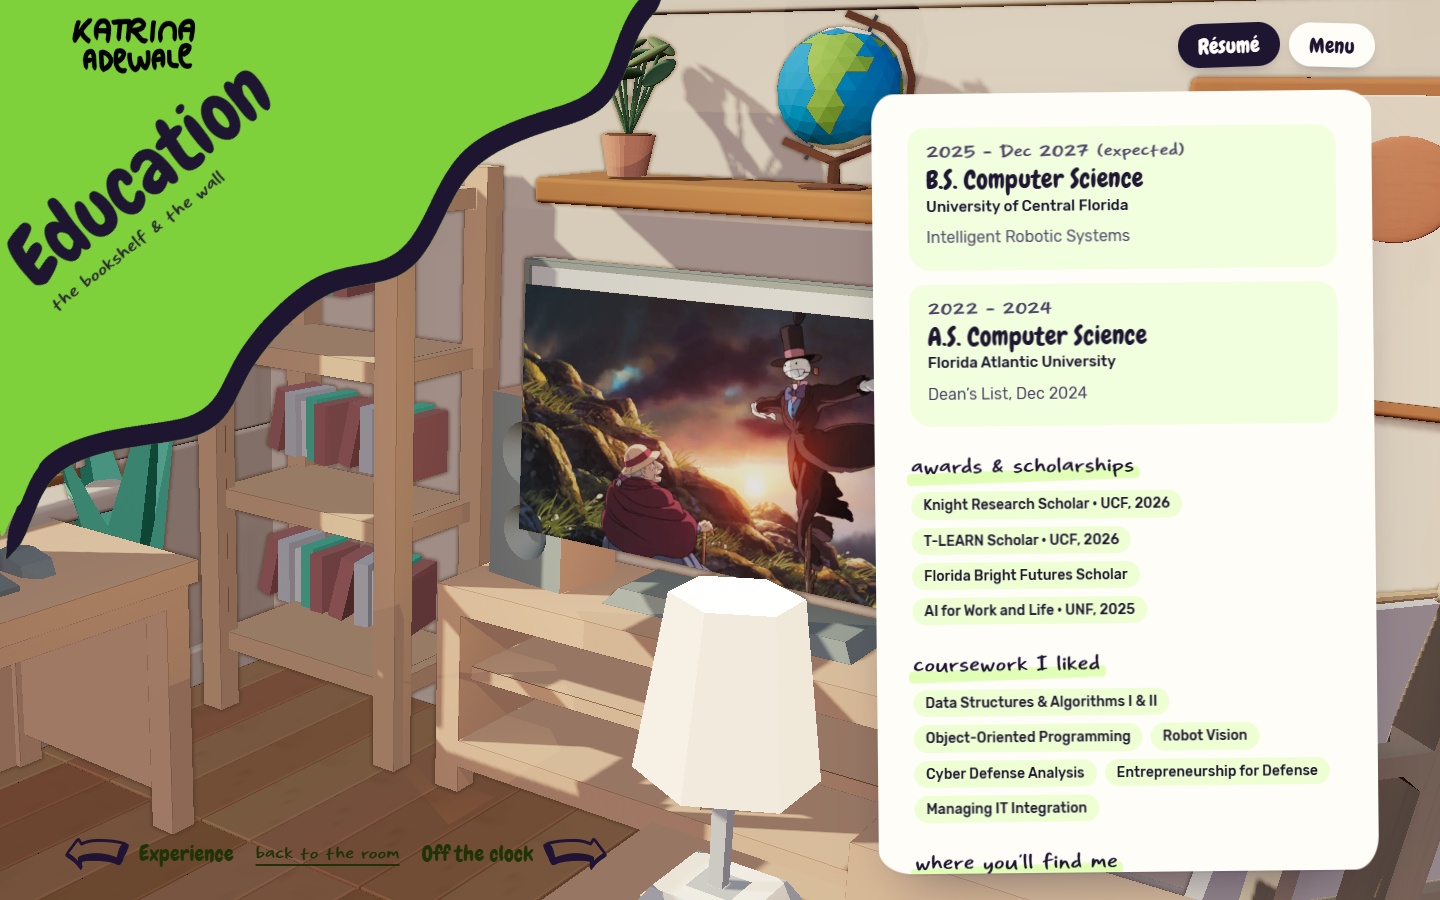 KATRINA
ADEWALE
Education
the bookshelf & the wall
Résumé
Menu
2025 - Dec 2027 (expected)
B.S. Computer Science
University of Central Florida
Intelligent Robotic Systems
2022 - 2024
A.S. Computer Science
Florida Atlantic University
Dean's List, Dec 2024
awards & scholarships
Knight Research Scholar • UCF, 2026
T-LEARN Scholar • UCF, 2026
Florida Bright Futures Scholar
AI for Work and Life • UNF, 2025
coursework I liked
Data Structures & Algorithms I & II
Object-Oriented Programming
Robot Vision
Cyber Defense Analysis
Entrepreneurship for Defense
Managing IT Integration
where you'll find me
Experience
back to the room
Off the clock